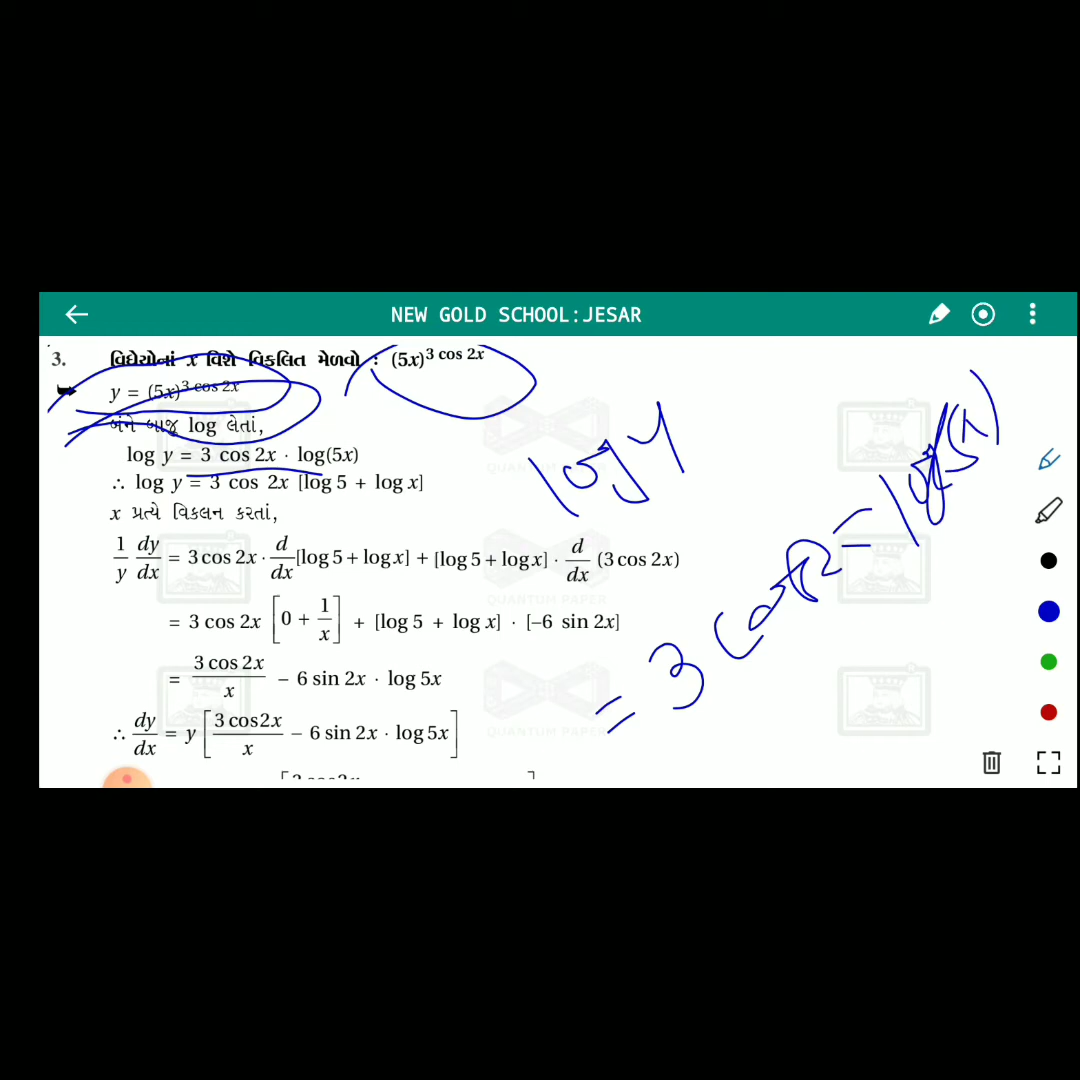 NEW GOLD SCHOOL:JESAR
3. વિધેયોનાં x વિશે વિકલિત મેળવો : (5x)^3 cos 2x
y = (5x)^3 cos 2x
બંને બાજુ log લેતાં,
log y = 3 cos 2x · log(5x)
∴ log y = 3 cos 2x [log 5 + log x]
x પ્રત્યે વિકલન કરતાં,
1/y dy/dx = 3 cos 2x · d/dx [log 5 + log x] + [log 5 + log x] · d/dx (3 cos 2x)
= 3 cos 2x [0 + 1/x] + [log 5 + log x] · [–6 sin 2x]
= 3 cos 2x/x – 6 sin 2x · log 5x
∴ dy/dx = y [3 cos2x/x – 6 sin 2x · log 5x]
log y
= 3 cos
QUANTUM PAPER
QUANTUM PAPER